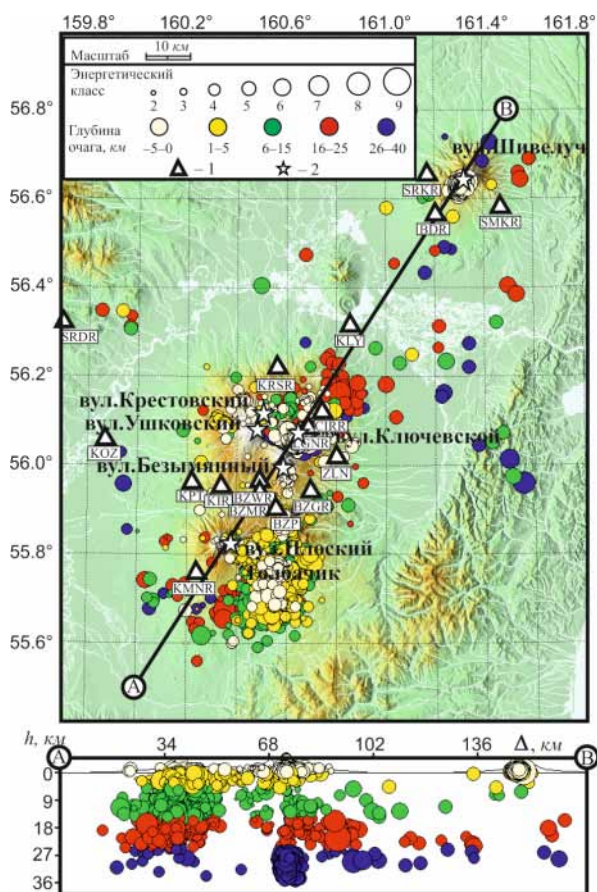 159.8° 160.2° 160.6° 161.0° 161.4° 161.8°
Масштаб 10 км
Энергетический класс
2 3 4 5 6 7 8 9
Глубина очага, км
–5–0 1–5 6–15 16–25 26–40
– 1 – 2
56.8°
B
вул.Шивелуч
SRKR
56.6°
BDR SMKR
56.4°
SRDR
KLY
56.2°
KRSR
вул.Крестовский
CIRR
вул.Ушковский
KOZ
вул.Ключевской
ZLN
56.0°
вул.Безымянный
KPT KIR BZWR BZGR
BZMR
BZP
55.8°
вул.Плоский
Толбачик
KMNR
55.6°
A
h, км
A 34 68 102 136 Δ, км B
0
9
18
27
36